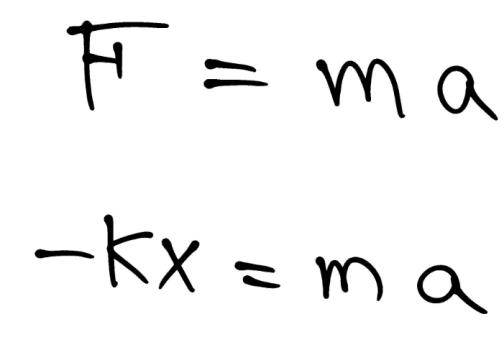 F = ma
-kx = ma